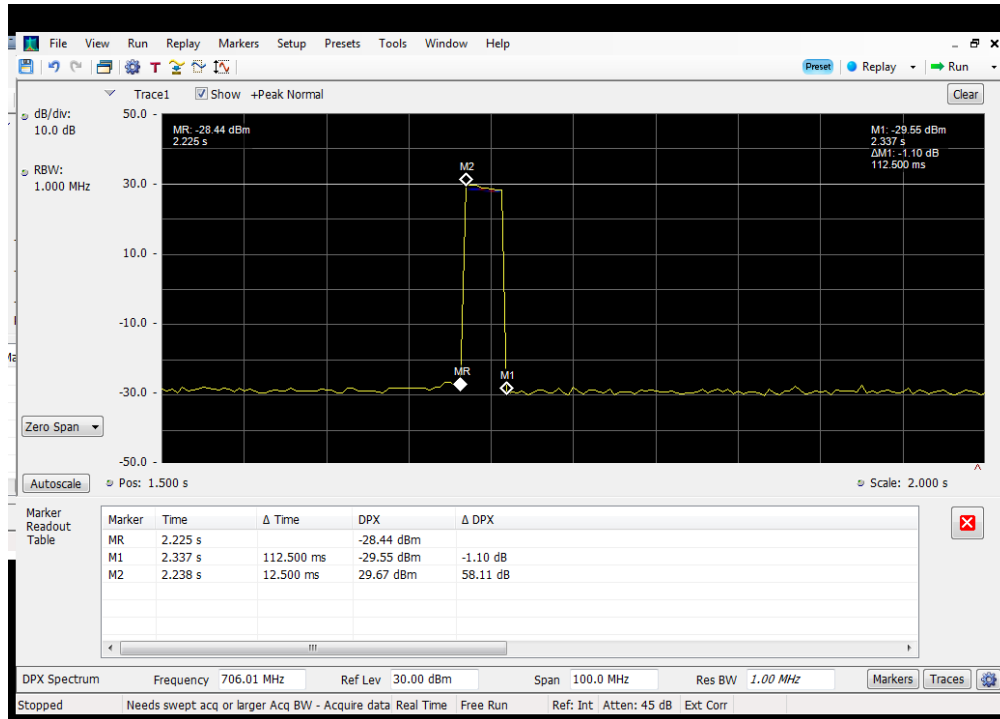 File View Run Replay Markers Setup Presets Tools Window Help
T Preset Replay Run
Trace1 Show +Peak Normal Clear
dB/div:
10.0 dB
RBW:
1.000 MHz
50.0
30.0
10.0
-10.0
-30.0
-50.0
MR: -28.44 dBm
2.225 s
M1: -29.55 dBm
2.337 s
ΔM1: -1.10 dB
112.500 ms
M2
MR
M1
Zero Span
Autoscale Pos: 1.500 s Scale: 2.000 s
Marker
Readout
Table
Marker Time Δ Time DPX Δ DPX
MR 2.225 s -28.44 dBm
M1 2.337 s 112.500 ms -29.55 dBm -1.10 dB
M2 2.238 s 12.500 ms 29.67 dBm 58.11 dB
DPX Spectrum Frequency 706.01 MHz Ref Lev 30.00 dBm Span 100.0 MHz Res BW 1.00 MHz Markers Traces
Stopped Needs swept acq or larger Acq BW - Acquire data Real Time Free Run Ref: Int Atten: 45 dB Ext Corr